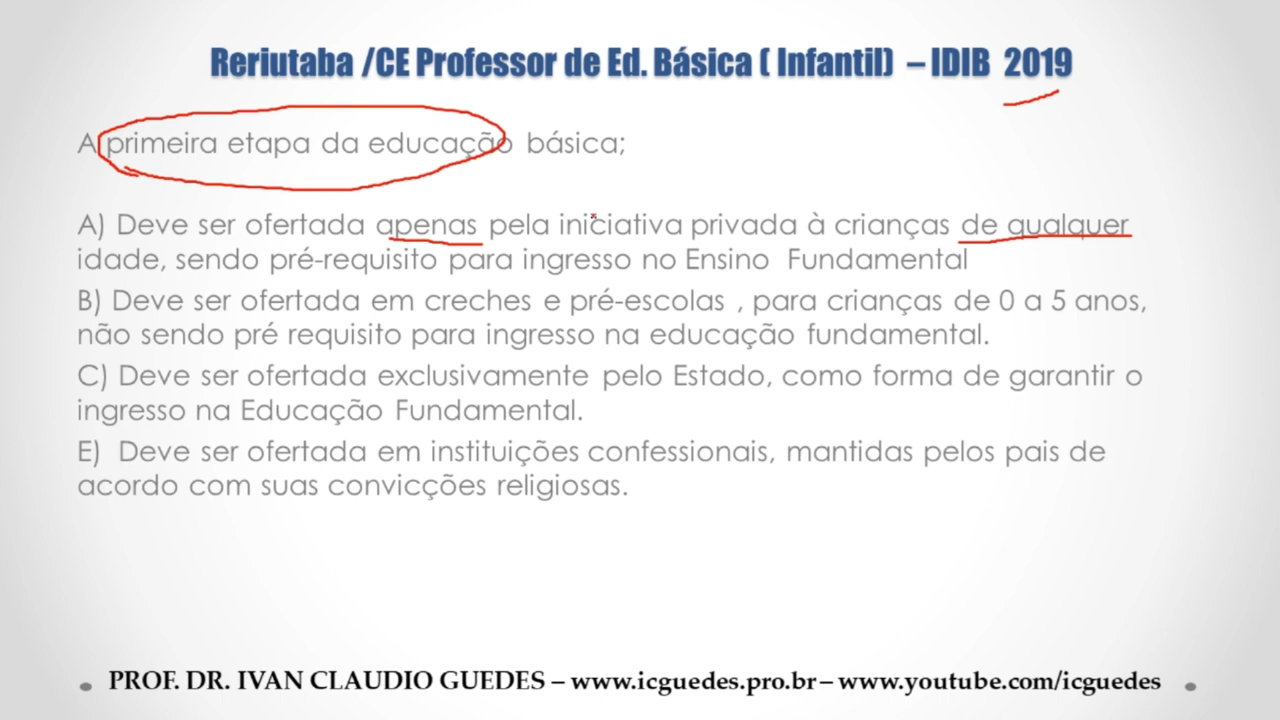 Reriutaba /CE Professor de Ed. Básica ( Infantil) – IDIB 2019
A primeira etapa da educação básica;
A) Deve ser ofertada apenas pela iniciativa privada à crianças de qualquer
idade, sendo pré-requisito para ingresso no Ensino Fundamental
B) Deve ser ofertada em creches e pré-escolas , para crianças de 0 a 5 anos,
não sendo pré requisito para ingresso na educação fundamental.
C) Deve ser ofertada exclusivamente pelo Estado, como forma de garantir o
ingresso na Educação Fundamental.
E) Deve ser ofertada em instituições confessionais, mantidas pelos pais de
acordo com suas convicções religiosas.
PROF. DR. IVAN CLAUDIO GUEDES – www.icguedes.pro.br – www.youtube.com/icguedes